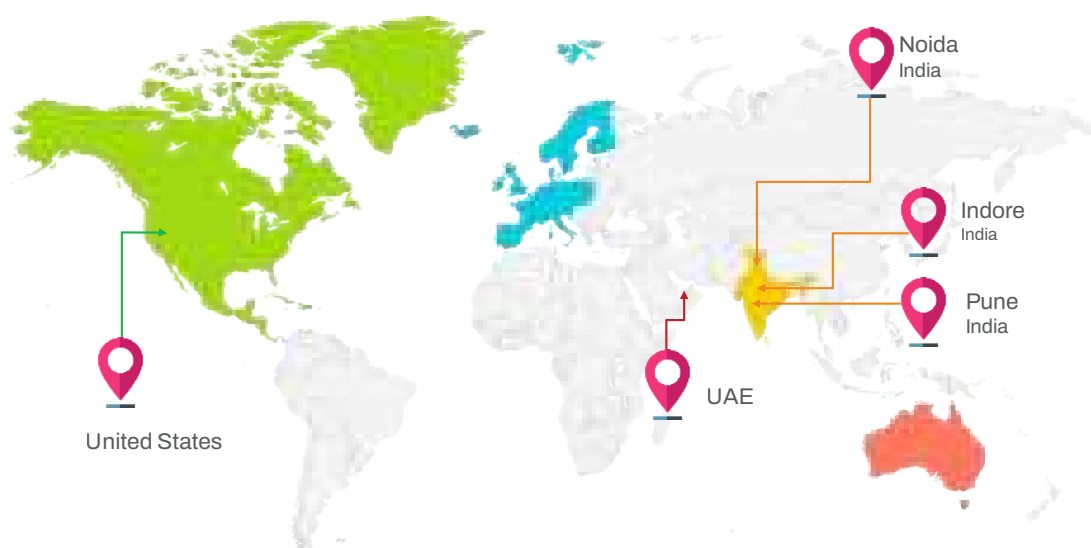 Noida
India
Indore
India
Pune
India
UAE
United States